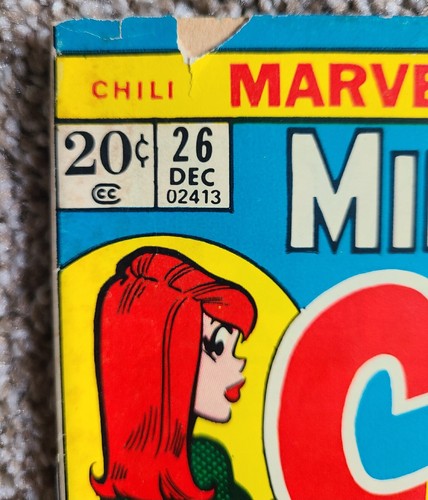 CHILI MARVE
20¢ 26
CC DEC
02413
MI
C